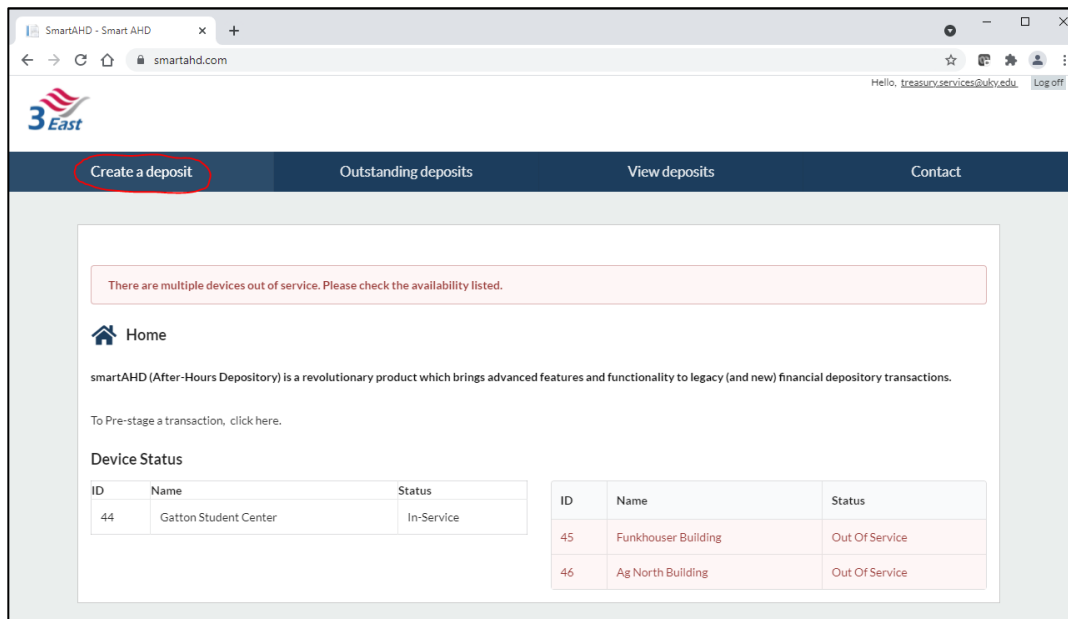 SmartAHD - Smart AHD
smartahd.com
Hello, treasury.services@uky.edu Log off
3 East
Create a deposit Outstanding deposits View deposits Contact
There are multiple devices out of service. Please check the availability listed.
Home
smartAHD (After-Hours Depository) is a revolutionary product which brings advanced features and functionality to legacy (and new) financial depository transactions.
To Pre-stage a transaction, click here.
Device Status
ID Name Status
44 Gatton Student Center In-Service
ID Name Status
45 Funkhouser Building Out Of Service
46 Ag North Building Out Of Service